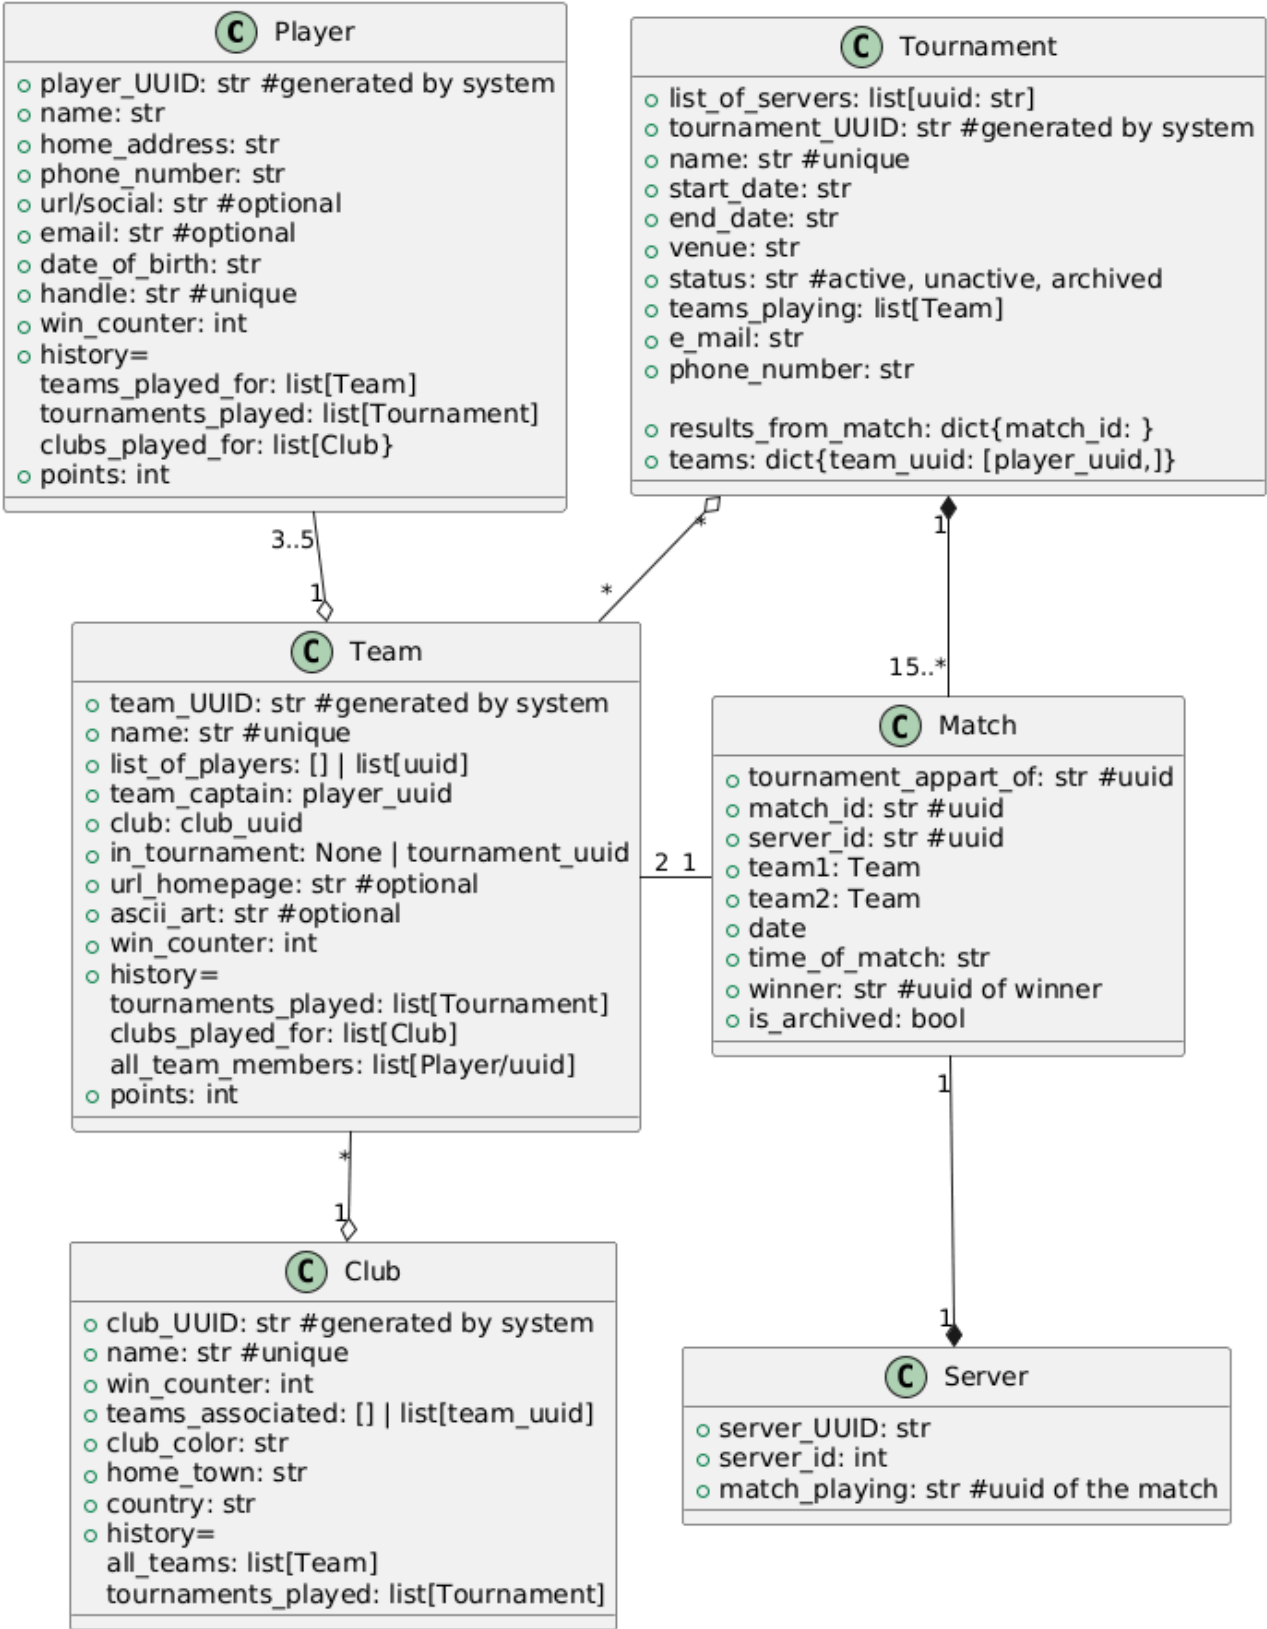 C Player
player_UUID: str #generated by system
name: str
home_address: str
phone_number: str
url/social: str #optional
email: str #optional
date_of_birth: str
handle: str #unique
win_counter: int
history=
teams_played_for: list[Team]
tournaments_played: list[Tournament]
clubs_played_for: list[Club}
points: int
C Tournament
list_of_servers: list[uuid: str]
tournament_UUID: str #generated by system
name: str #unique
start_date: str
end_date: str
venue: str
status: str #active, unactive, archived
teams_playing: list[Team]
e_mail: str
phone_number: str
results_from_match: dict{match_id: }
teams: dict{team_uuid: [player_uuid,]}
3..5
1
*
*
1
15..*
C Team
team_UUID: str #generated by system
name: str #unique
list_of_players: [] | list[uuid]
team_captain: player_uuid
club: club_uuid
in_tournament: None | tournament_uuid
url_homepage: str #optional
ascii_art: str #optional
win_counter: int
history=
tournaments_played: list[Tournament]
clubs_played_for: list[Club]
all_team_members: list[Player/uuid]
points: int
2 1
C Match
tournament_appart_of: str #uuid
match_id: str #uuid
server_id: str #uuid
team1: Team
team2: Team
date
time_of_match: str
winner: str #uuid of winner
is_archived: bool
*
1
1
1
C Club
club_UUID: str #generated by system
name: str #unique
win_counter: int
teams_associated: [] | list[team_uuid]
club_color: str
home_town: str
country: str
history=
all_teams: list[Team]
tournaments_played: list[Tournament]
C Server
server_UUID: str
server_id: int
match_playing: str #uuid of the match